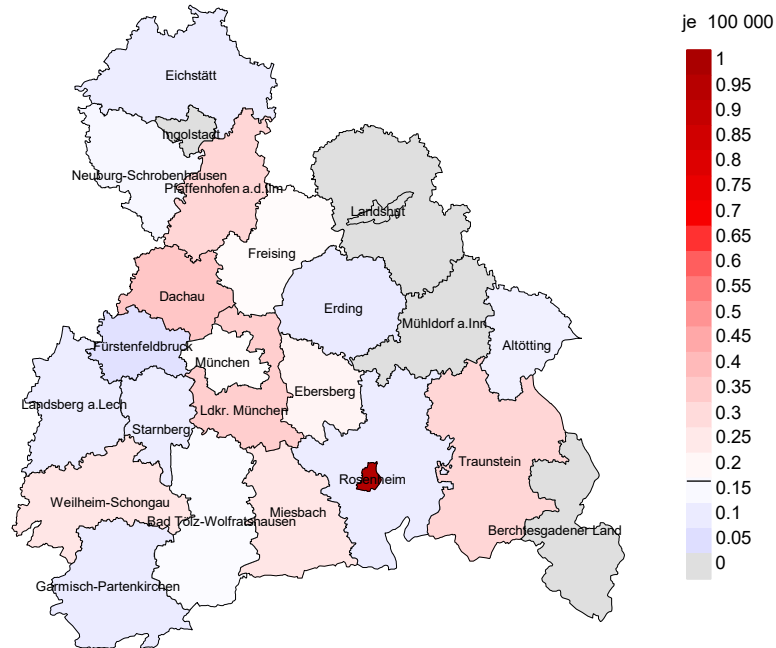 je 100 000
1
0.95
0.9
0.85
0.8
0.75
0.7
0.65
0.6
0.55
0.5
0.45
0.4
0.35
0.3
0.25
0.2
0.15
0.1
0.05
0
Eichstätt
Ingolstadt
Neuburg-Schrobenhausen
Pfaffenhofen a.d.Ilm
Landshut
Freising
Dachau
Erding
Mühldorf a.Inn
Altötting
Fürstenfeldbruck
München
Ebersberg
Landsberg a.Lech
Ldkr. München
Starnberg
Traunstein
Rosenheim
Weilheim-Schongau
Miesbach
Bad Tölz-Wolfratshausen
Berchtesgadener Land
Garmisch-Partenkirchen